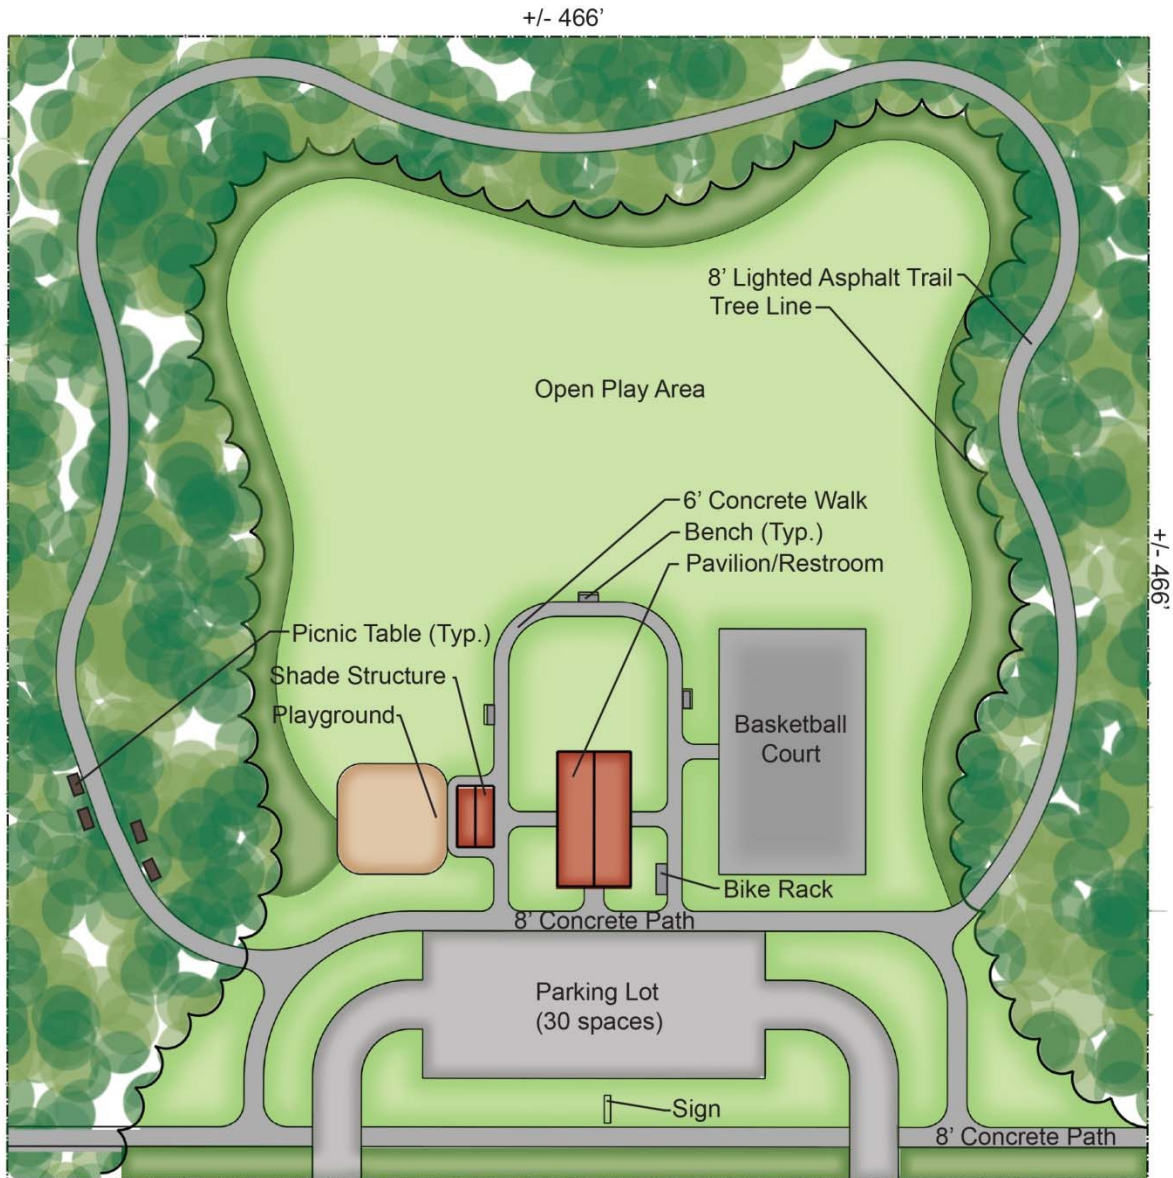 +/- 466'
8' Lighted Asphalt Trail
Tree Line
Open Play Area
6' Concrete Walk
Bench (Typ.)
Pavilion/Restroom
+/- 466'
Picnic Table (Typ.)
Shade Structure
Playground
Basketball
Court
Bike Rack
8' Concrete Path
Parking Lot
(30 spaces)
Sign
8' Concrete Path